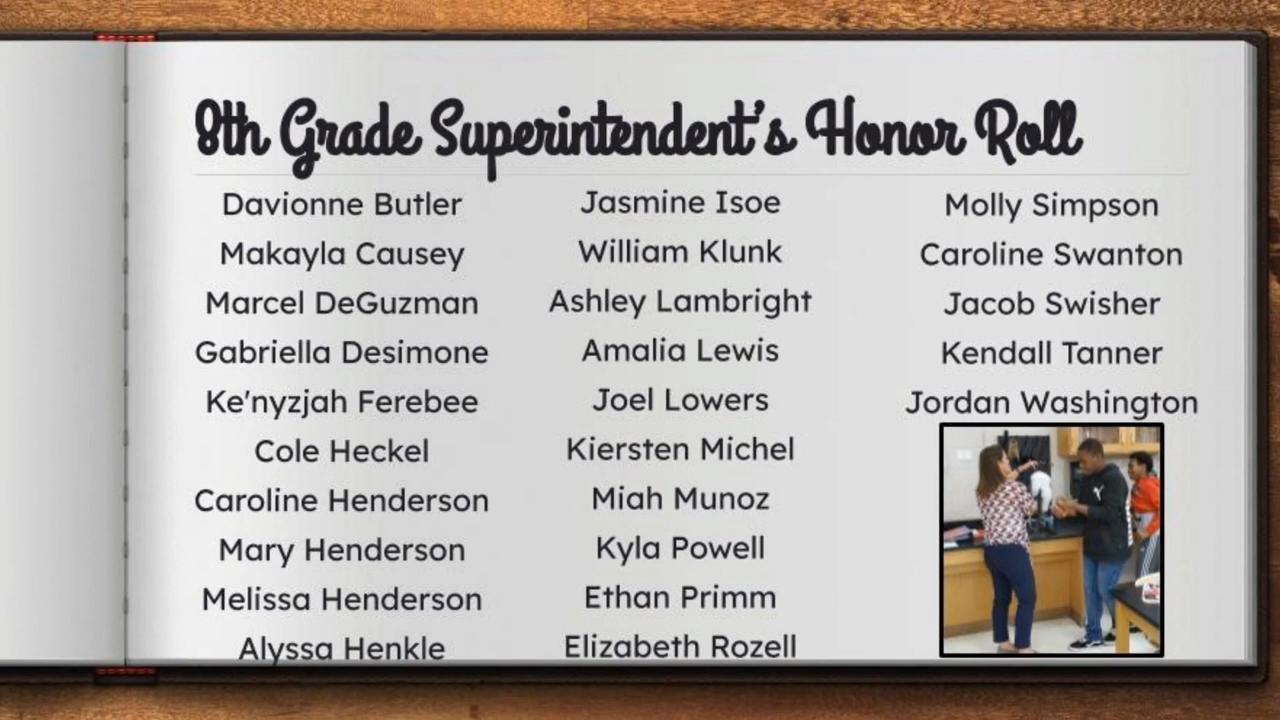 8th Grade Superintendent's Honor Roll
Davionne Butler
Makayla Causey
Marcel DeGuzman
Gabriella Desimone
Ke'nyzjah Ferebee
Cole Heckel
Caroline Henderson
Mary Henderson
Melissa Henderson
Alyssa Henkle
Jasmine Isoe
William Klunk
Ashley Lambright
Amalia Lewis
Joel Lowers
Kiersten Michel
Miah Munoz
Kyla Powell
Ethan Primm
Elizabeth Rozell
Molly Simpson
Caroline Swanton
Jacob Swisher
Kendall Tanner
Jordan Washington